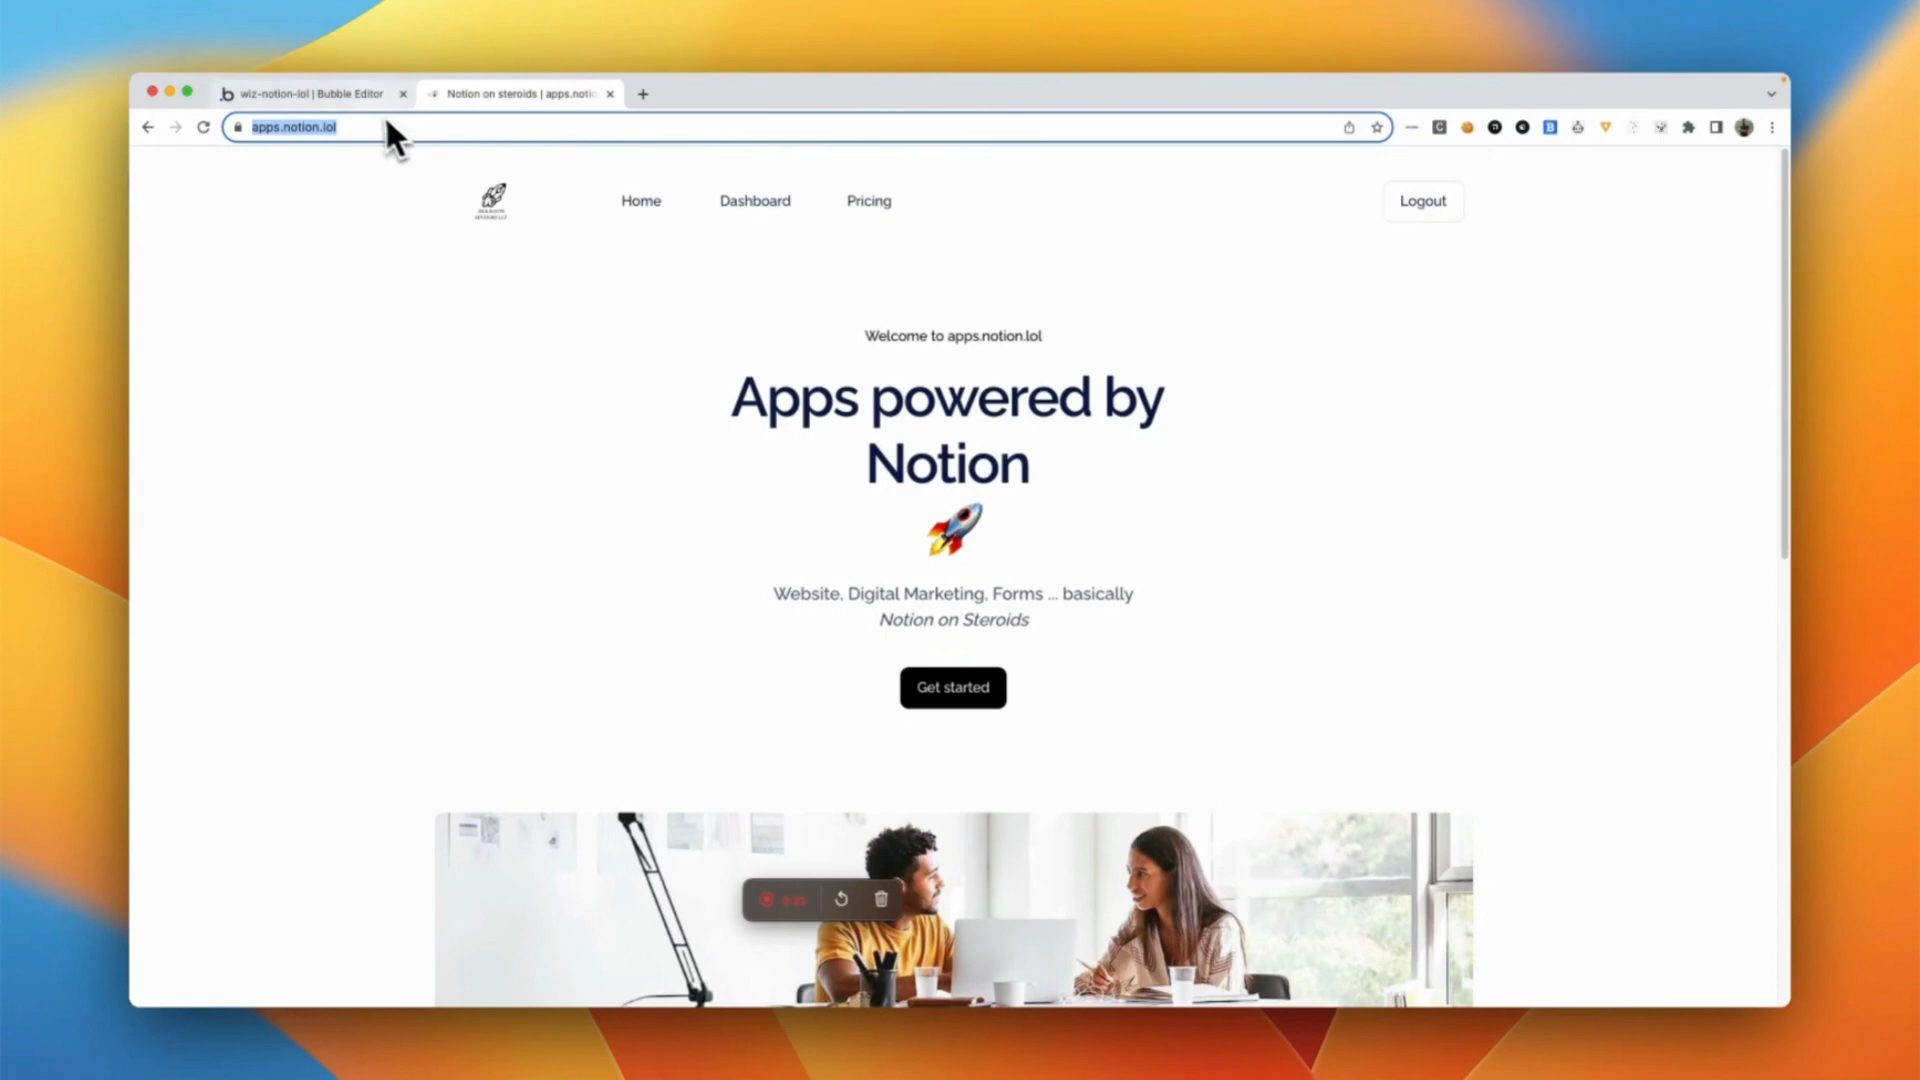 wiz-notion-lol | Bubble Editor
Notion on steroids | apps.notio
apps.notion.lol
Home
Dashboard
Pricing
Logout
Welcome to apps.notion.lol
Apps powered by
Notion
Website, Digital Marketing, Forms ... basically
Notion on Steroids
Get started